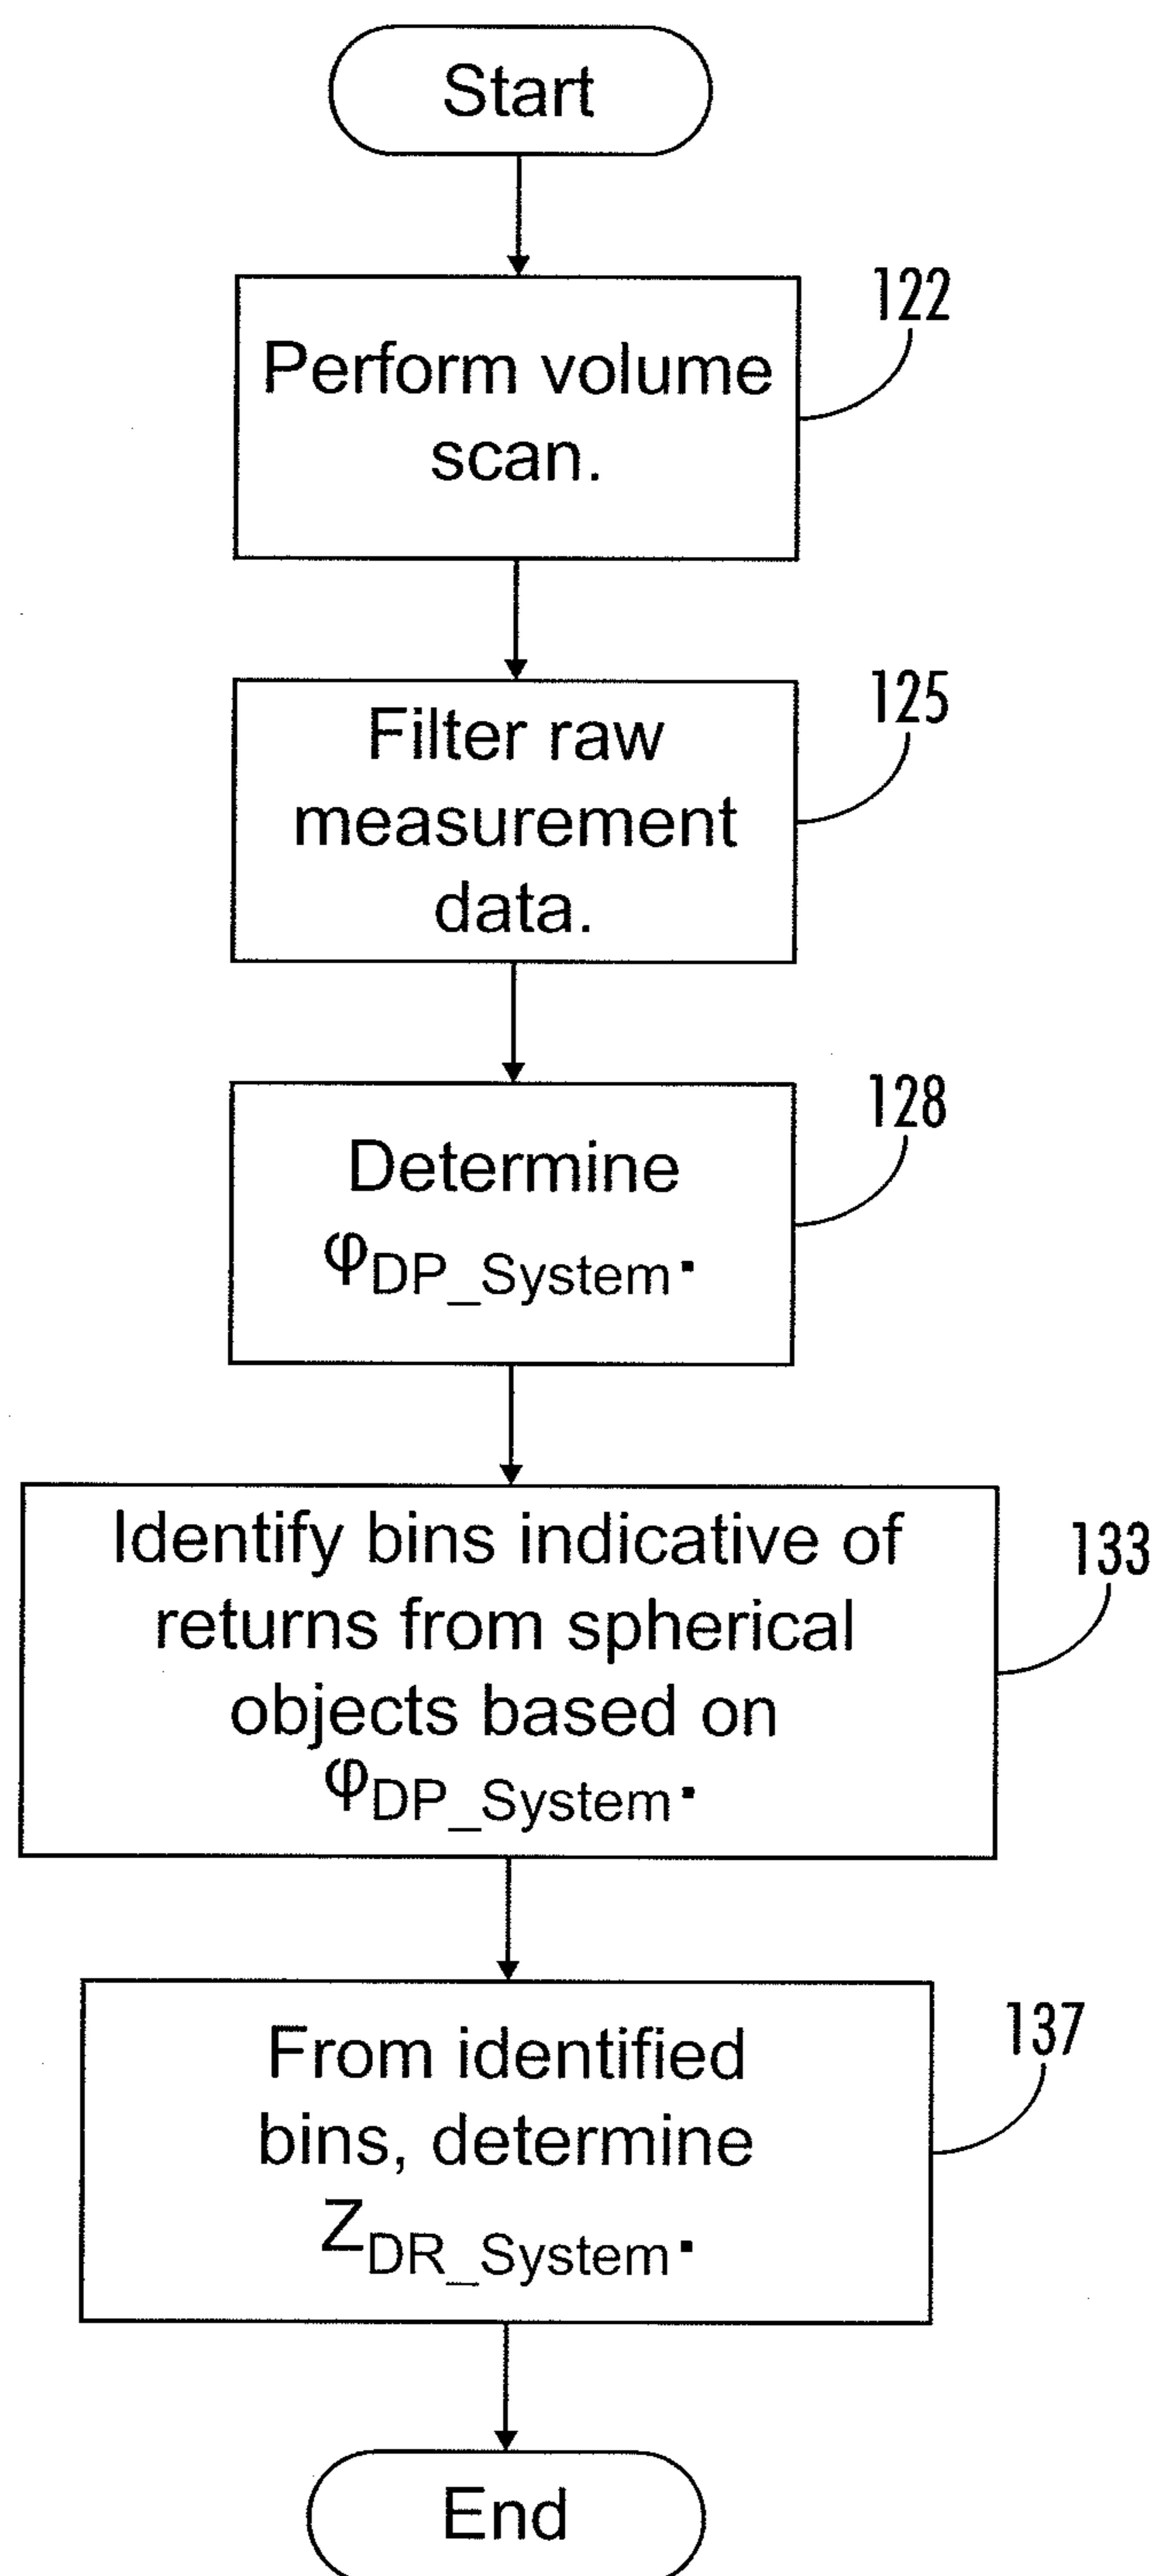 Start
122
Perform volume
scan.
125
Filter raw
measurement
data.
128
Determine
φDP_System.
133
Identify bins indicative of
returns from spherical
objects based on
φDP_System.
137
From identified
bins, determine
ZDR_System.
End